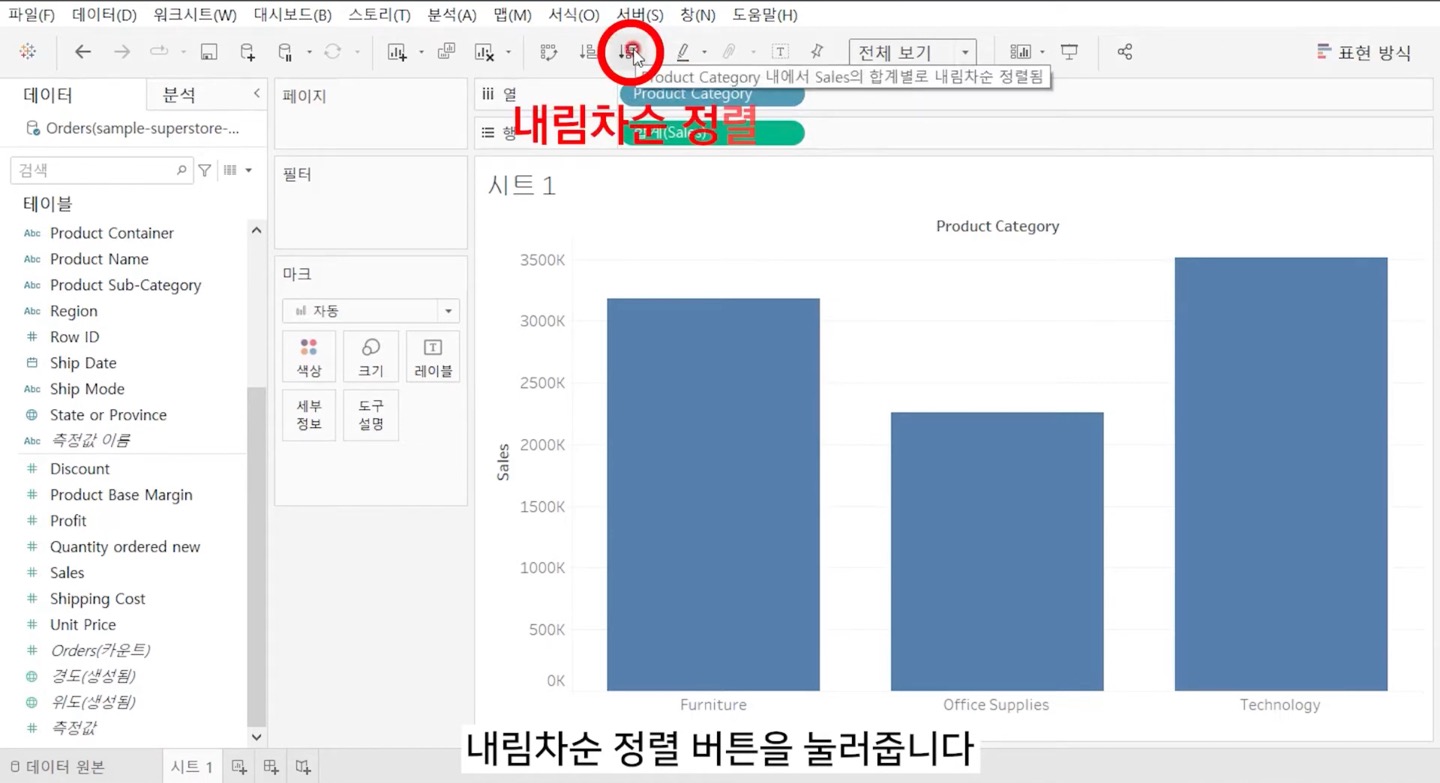 파일(F) 데이터(D) 워크시트(W) 대시보드(B) 스토리(T) 분석(A) 맵(M) 서식(O) 서버(S) 창(N) 도움말(H)
전체 보기
표현 방식
Product Category 내에서 Sales의 합계별로 내림차순 정렬됨
데이터 분석
Orders(sample-superstore-...
검색
테이블
Abc Product Container
Abc Product Name
Abc Product Sub-Category
Abc Region
# Row ID
Ship Date
Abc Ship Mode
State or Province
Abc 측정값 이름
# Discount
# Product Base Margin
# Profit
# Quantity ordered new
# Sales
# Shipping Cost
# Unit Price
# Orders(카운트)
경도(생성됨)
위도(생성됨)
# 측정값
페이지
필터
마크
자동
색상 크기 레이블
세부 정보 도구 설명
열 Product Category
행 합계(Sales)
내림차순 정렬
시트 1
Product Category
3500K
3000K
2500K
2000K
1500K
1000K
500K
0K
Sales
Furniture Office Supplies Technology
내림차순 정렬 버튼을 눌러줍니다
데이터 원본 시트 1